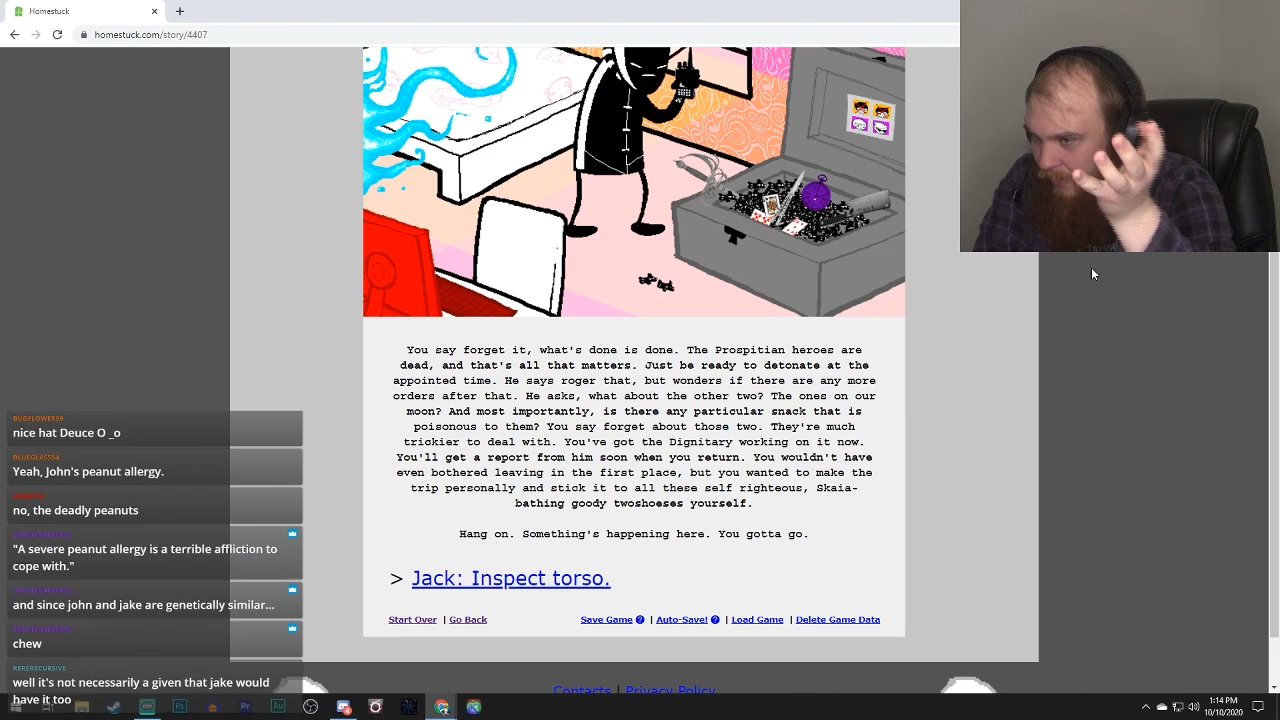 Homestuck
homestuck.com/story/4407
You say forget it, what's done is done. The Prospitian heroes are
dead, and that's all that matters. Just be ready to detonate at the
appointed time. He says roger that, but wonders if there are any more
orders after that. He asks, what about the other two? The ones on our
moon? And most importantly, is there any particular snack that is
poisonous to them? You say forget about those two. They're much
trickier to deal with. You've got the Dignitary working on it now.
You'll get a report from him soon when you return. You wouldn't have
even bothered leaving in the first place, but you wanted to make the
trip personally and stick it to all these self righteous, Skaia-
bathing goody twoshoeses yourself.
Hang on. Something's happening here. You gotta go.
> Jack: Inspect torso.
Start Over | Go Back
Save Game | Auto-Save! | Load Game | Delete Game Data
Contacts | Privacy Policy
BUGFLOWER99
nice hat Deuce O _o
BLUEGLASS54
Yeah, John's peanut allergy.
no, the deadly peanuts
"A severe peanut allergy is a terrible affliction to
cope with."
and since john and jake are genetically similar...
chew
RERERECURSIVE
well it's not necessarily a given that jake would
have it too
1:14 PM
10/10/2020